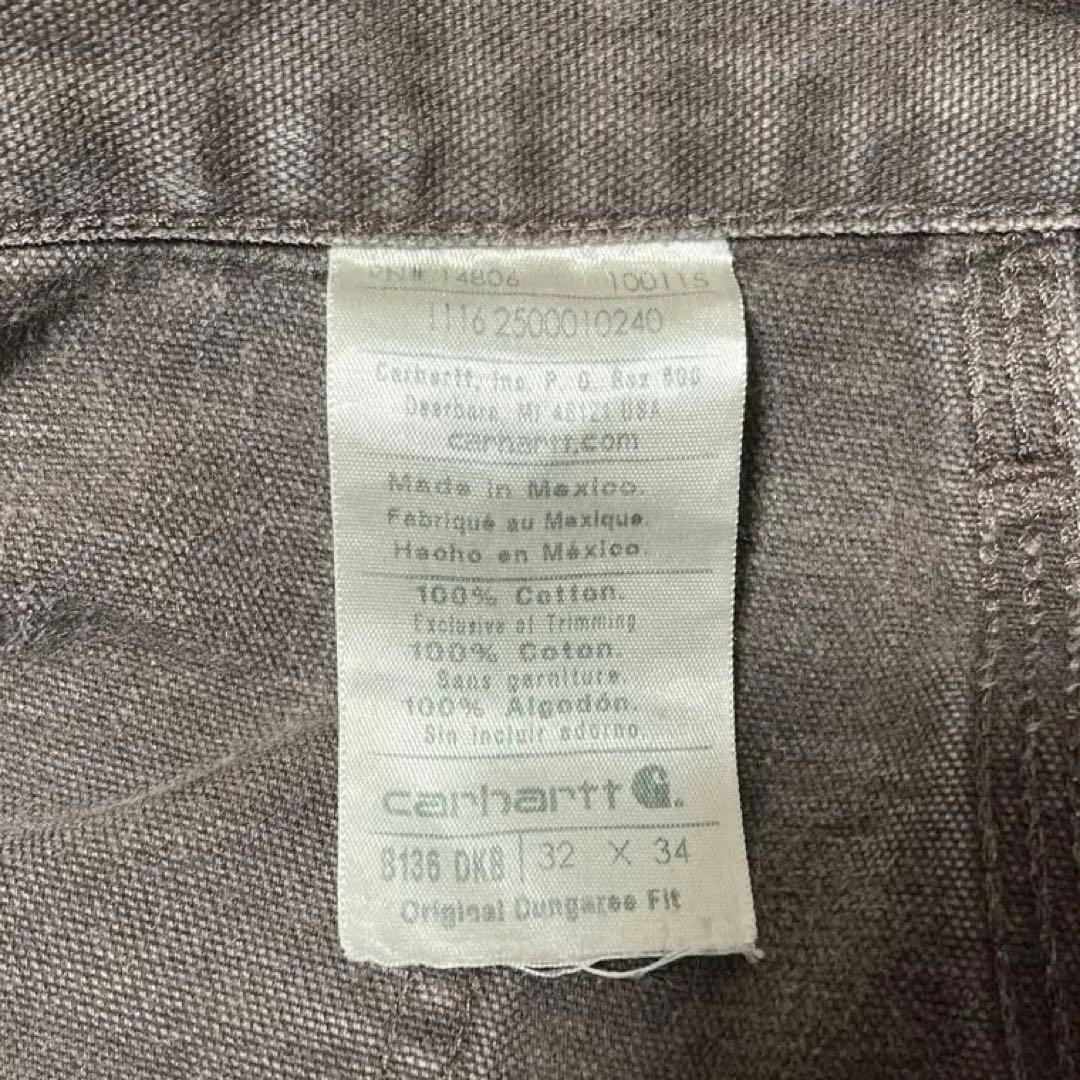 RN# 14806 100115
1116 2500010240
Carhartt, Inc. P. O. Box 600
Dearborn, MI 48121 USA
carhartt.com
Made in Mexico.
Fabriqué au Mexique.
Hecho en México.
100% Cotton.
Exclusive of Trimming
100% Coton.
Sans garniture.
100% Algodón.
Sin incluir adorno.
carhartt
B136 DKB 32 X 34
Original Dungaree Fit